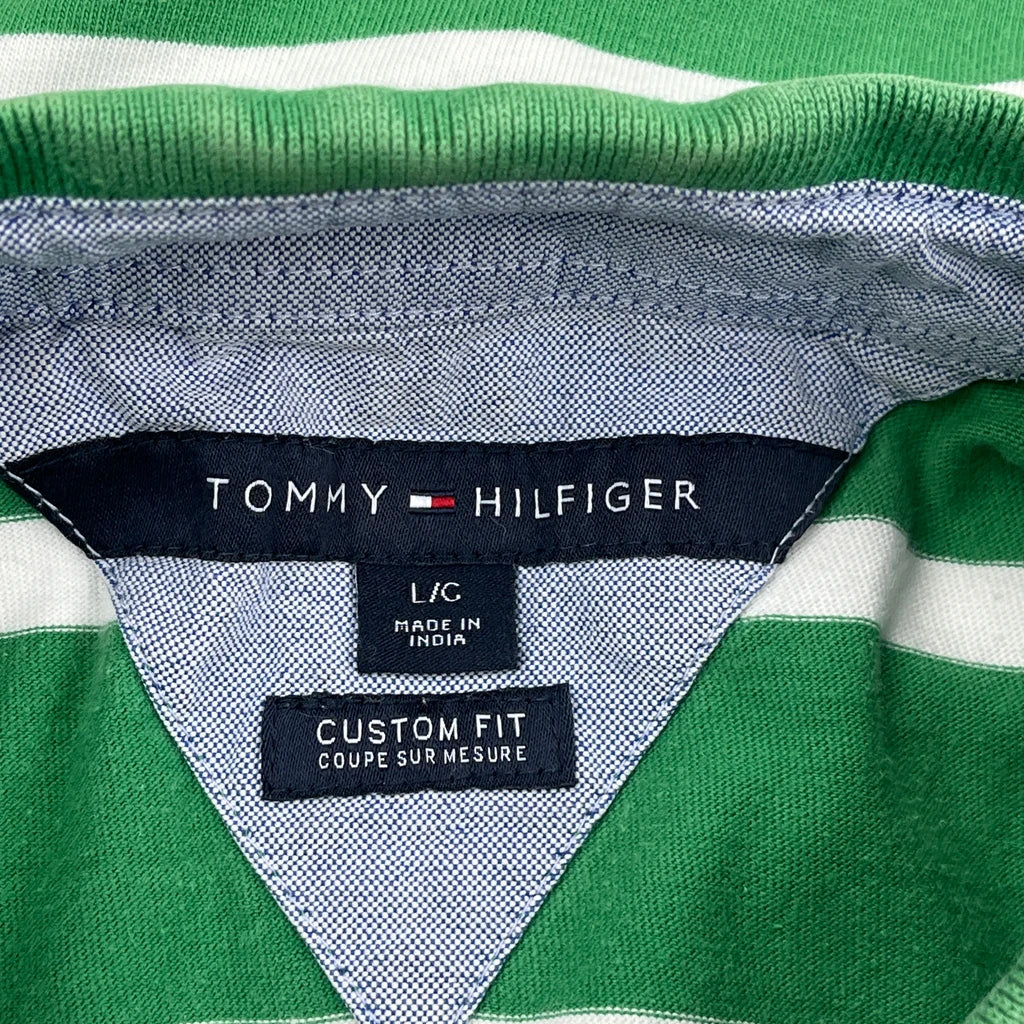 TOMMY HILFIGER
L/G
MADE IN
INDIA
CUSTOM FIT
COUPE SUR MESURE